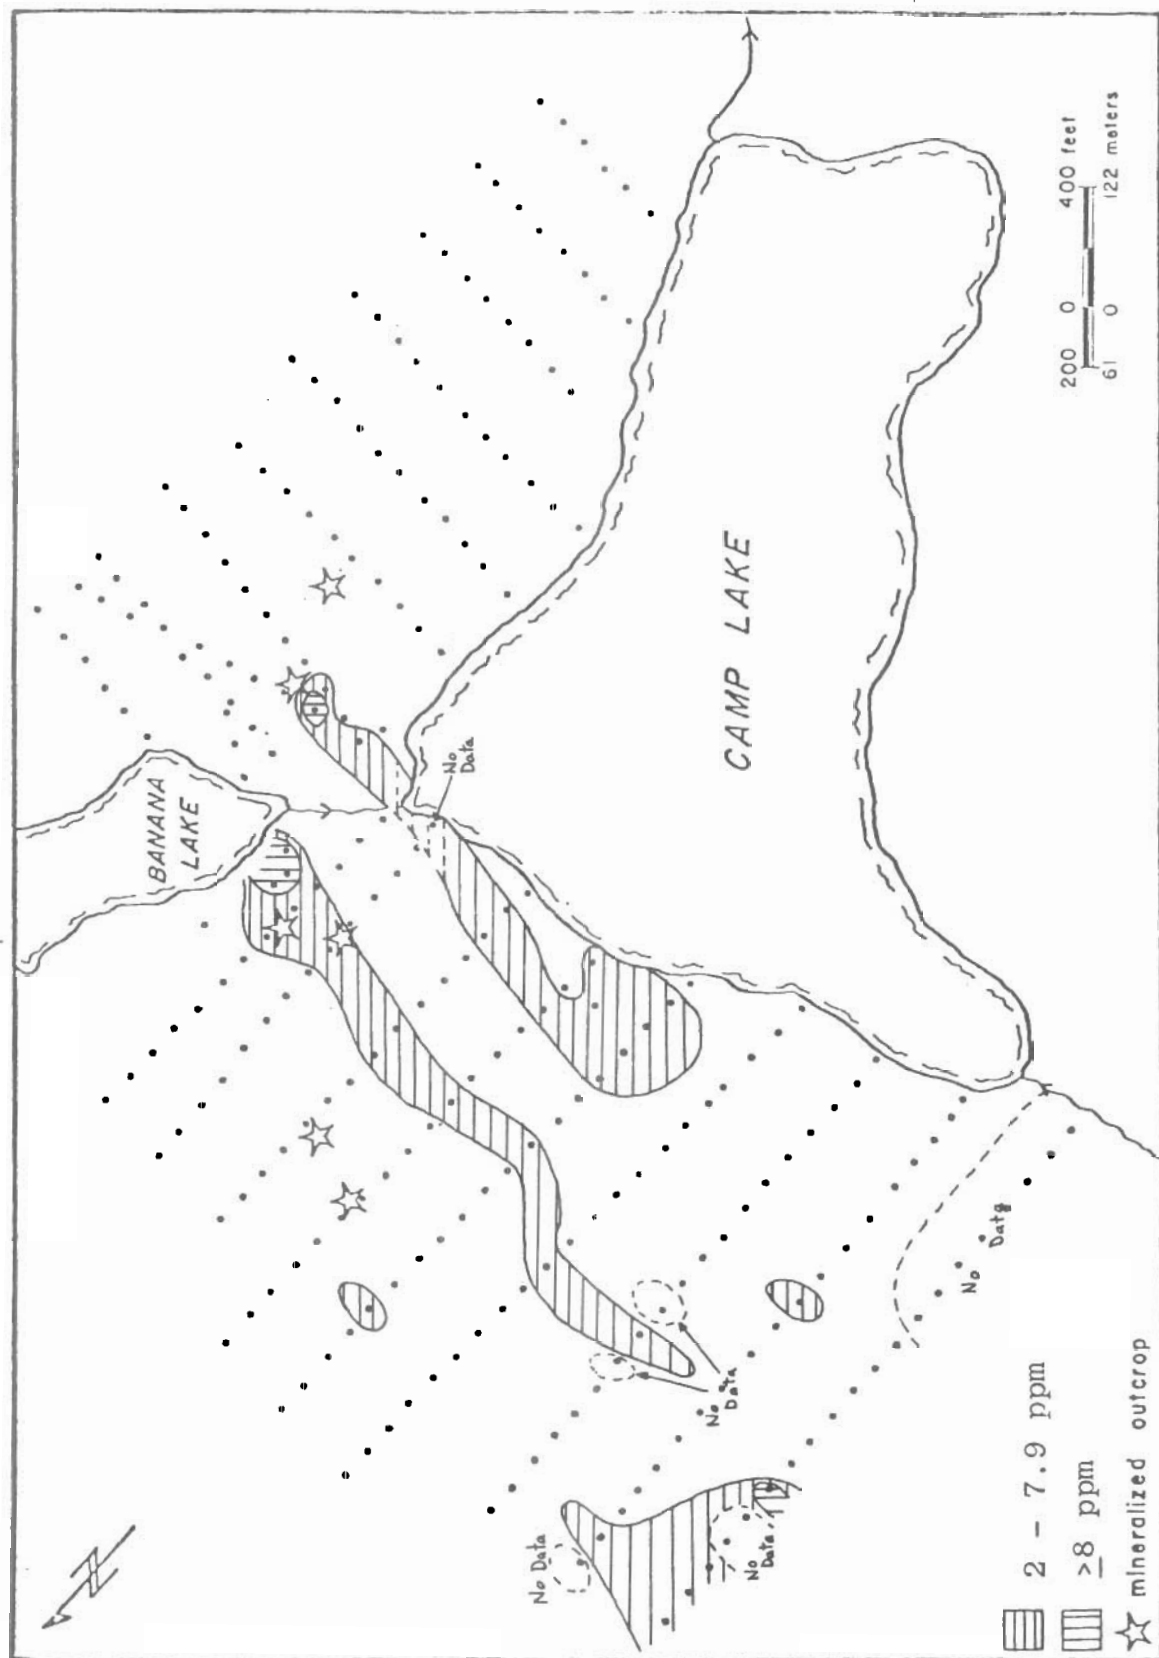 BANANA
LAKE
No
Data
CAMP LAKE
No
Data
No Data
No
Data
No Data
200 0 400 feet
61 0 122 meters
2 - 7.9 ppm
≥8 ppm
mineralized outcrop
N